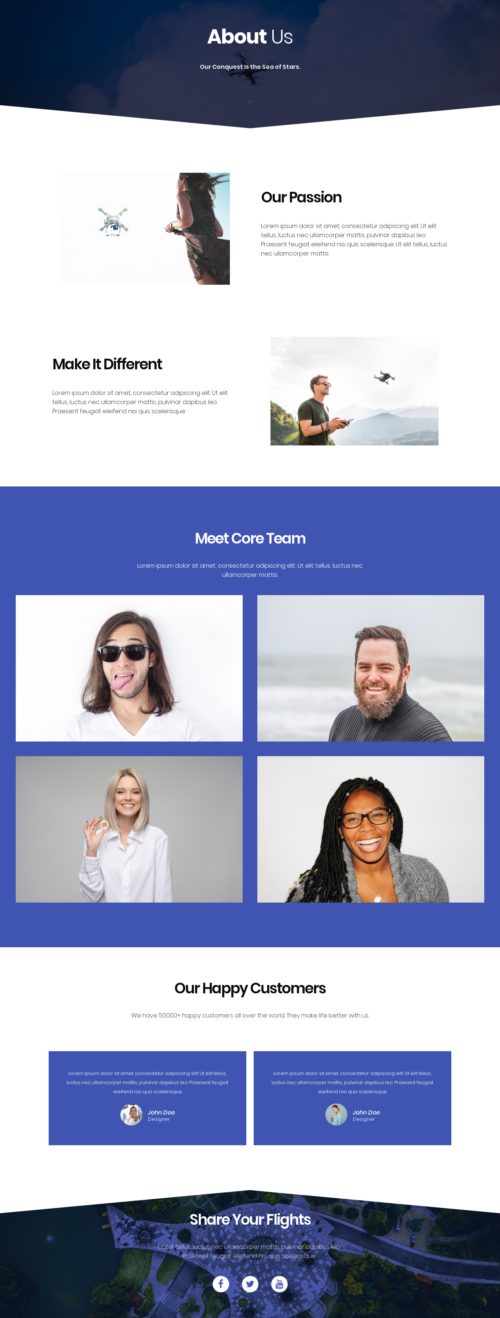 About Us
Our Conquest Is the Sea of Stars.
Our Passion
Lorem ipsum dolor sit amet, consectetur adipiscing elit. Ut elit
tellus, luctus nec ullamcorper mattis, pulvinar dapibus leo.
Praesent feugiat eleifend nisi quis scelerisque. Ut elit tellus, luctus
nec ullamcorper mattis.
Make It Different
Lorem ipsum dolor sit amet, consectetur adipiscing elit. Ut elit
tellus, luctus nec ullamcorper mattis, pulvinar dapibus leo.
Praesent feugiat eleifend nisi quis scelerisque.
Meet Core Team
Lorem ipsum dolor sit amet, consectetur adipiscing elit. Ut elit tellus, luctus nec
ullamcorper mattis.
Our Happy Customers
We have 50000+ happy customers all over the world. They make life better with us
Lorem ipsum dolor sit amet, consectetur adipiscing elit. Ut elit tellus,
luctus nec ullamcorper mattis, pulvinar dapibus leo. Praesent feugiat
eleifend nisi quis scelerisque.
John Doe
Designer
Lorem ipsum dolor sit amet, consectetur adipiscing elit. Ut elit tellus,
luctus nec ullamcorper mattis, pulvinar dapibus leo. Praesent feugiat
eleifend nisi quis scelerisque.
John Doe
Designer
Share Your Flights
Ut elit tellus, luctus nec ullamcorper mattis, pulvinar dapibus leo.
Praesent feugiat eleifend nisi quis scelerisque.